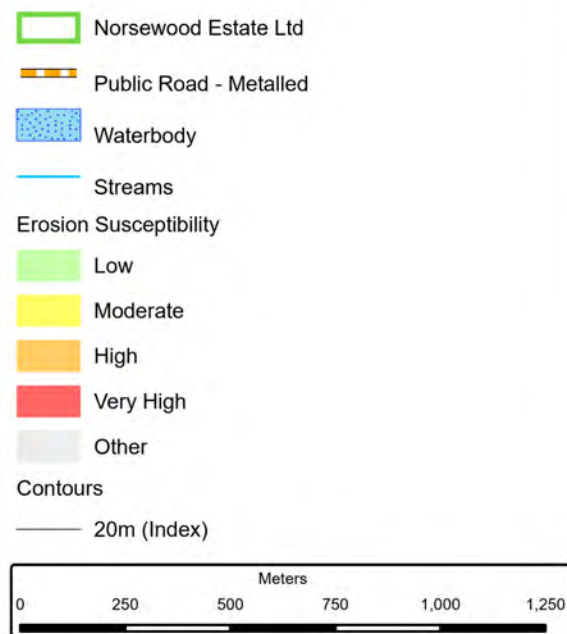 Norsewood Estate Ltd
Public Road - Metalled
Waterbody
Streams
Erosion Susceptibility
Low
Moderate
High
Very High
Other
Contours
20m (Index)
Meters
0 250 500 750 1,000 1,250